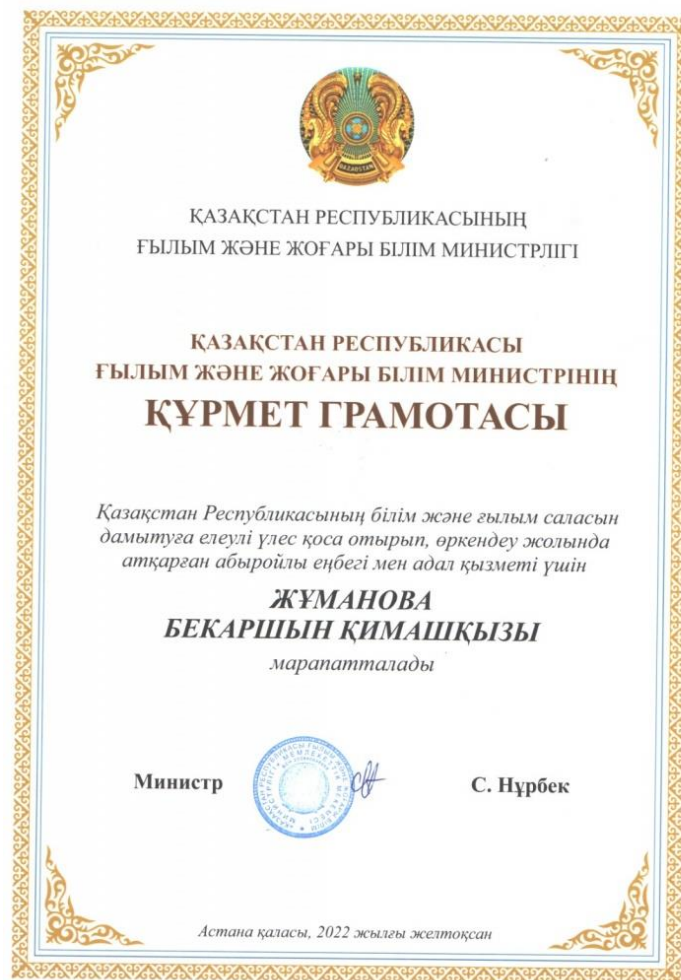 QAZAQSTAN
ҚАЗАҚСТАН РЕСПУБЛИКАСЫНЫҢ
ҒЫЛЫМ ЖӘНЕ ЖОҒАРЫ БІЛІМ МИНИСТРЛІГІ
ҚАЗАҚСТАН РЕСПУБЛИКАСЫ
ҒЫЛЫМ ЖӘНЕ ЖОҒАРЫ БІЛІМ МИНИСТРІНІҢ
ҚҰРМЕТ ГРАМОТАСЫ
Қазақстан Республикасының білім және ғылым саласын
дамытуға елеулі үлес қоса отырып, өркендеу жолында
атқарған абыройлы еңбегі мен адал қызметі үшін
ЖҰМАНОВА
БЕКАРШЫН ҚИМАШҚЫЗЫ
марапатталады
Министр
С. Нұрбек
Астана қаласы, 2022 жылғы желтоқсан